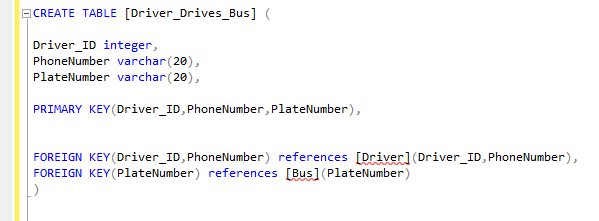 CREATE TABLE [Driver_Drives_Bus] (
Driver_ID integer,
PhoneNumber varchar(20),
PlateNumber varchar(20),
PRIMARY KEY(Driver_ID,PhoneNumber,PlateNumber),
FOREIGN KEY(Driver_ID,PhoneNumber) references [Driver](Driver_ID,PhoneNumber),
FOREIGN KEY(PlateNumber) references [Bus](PlateNumber)
)